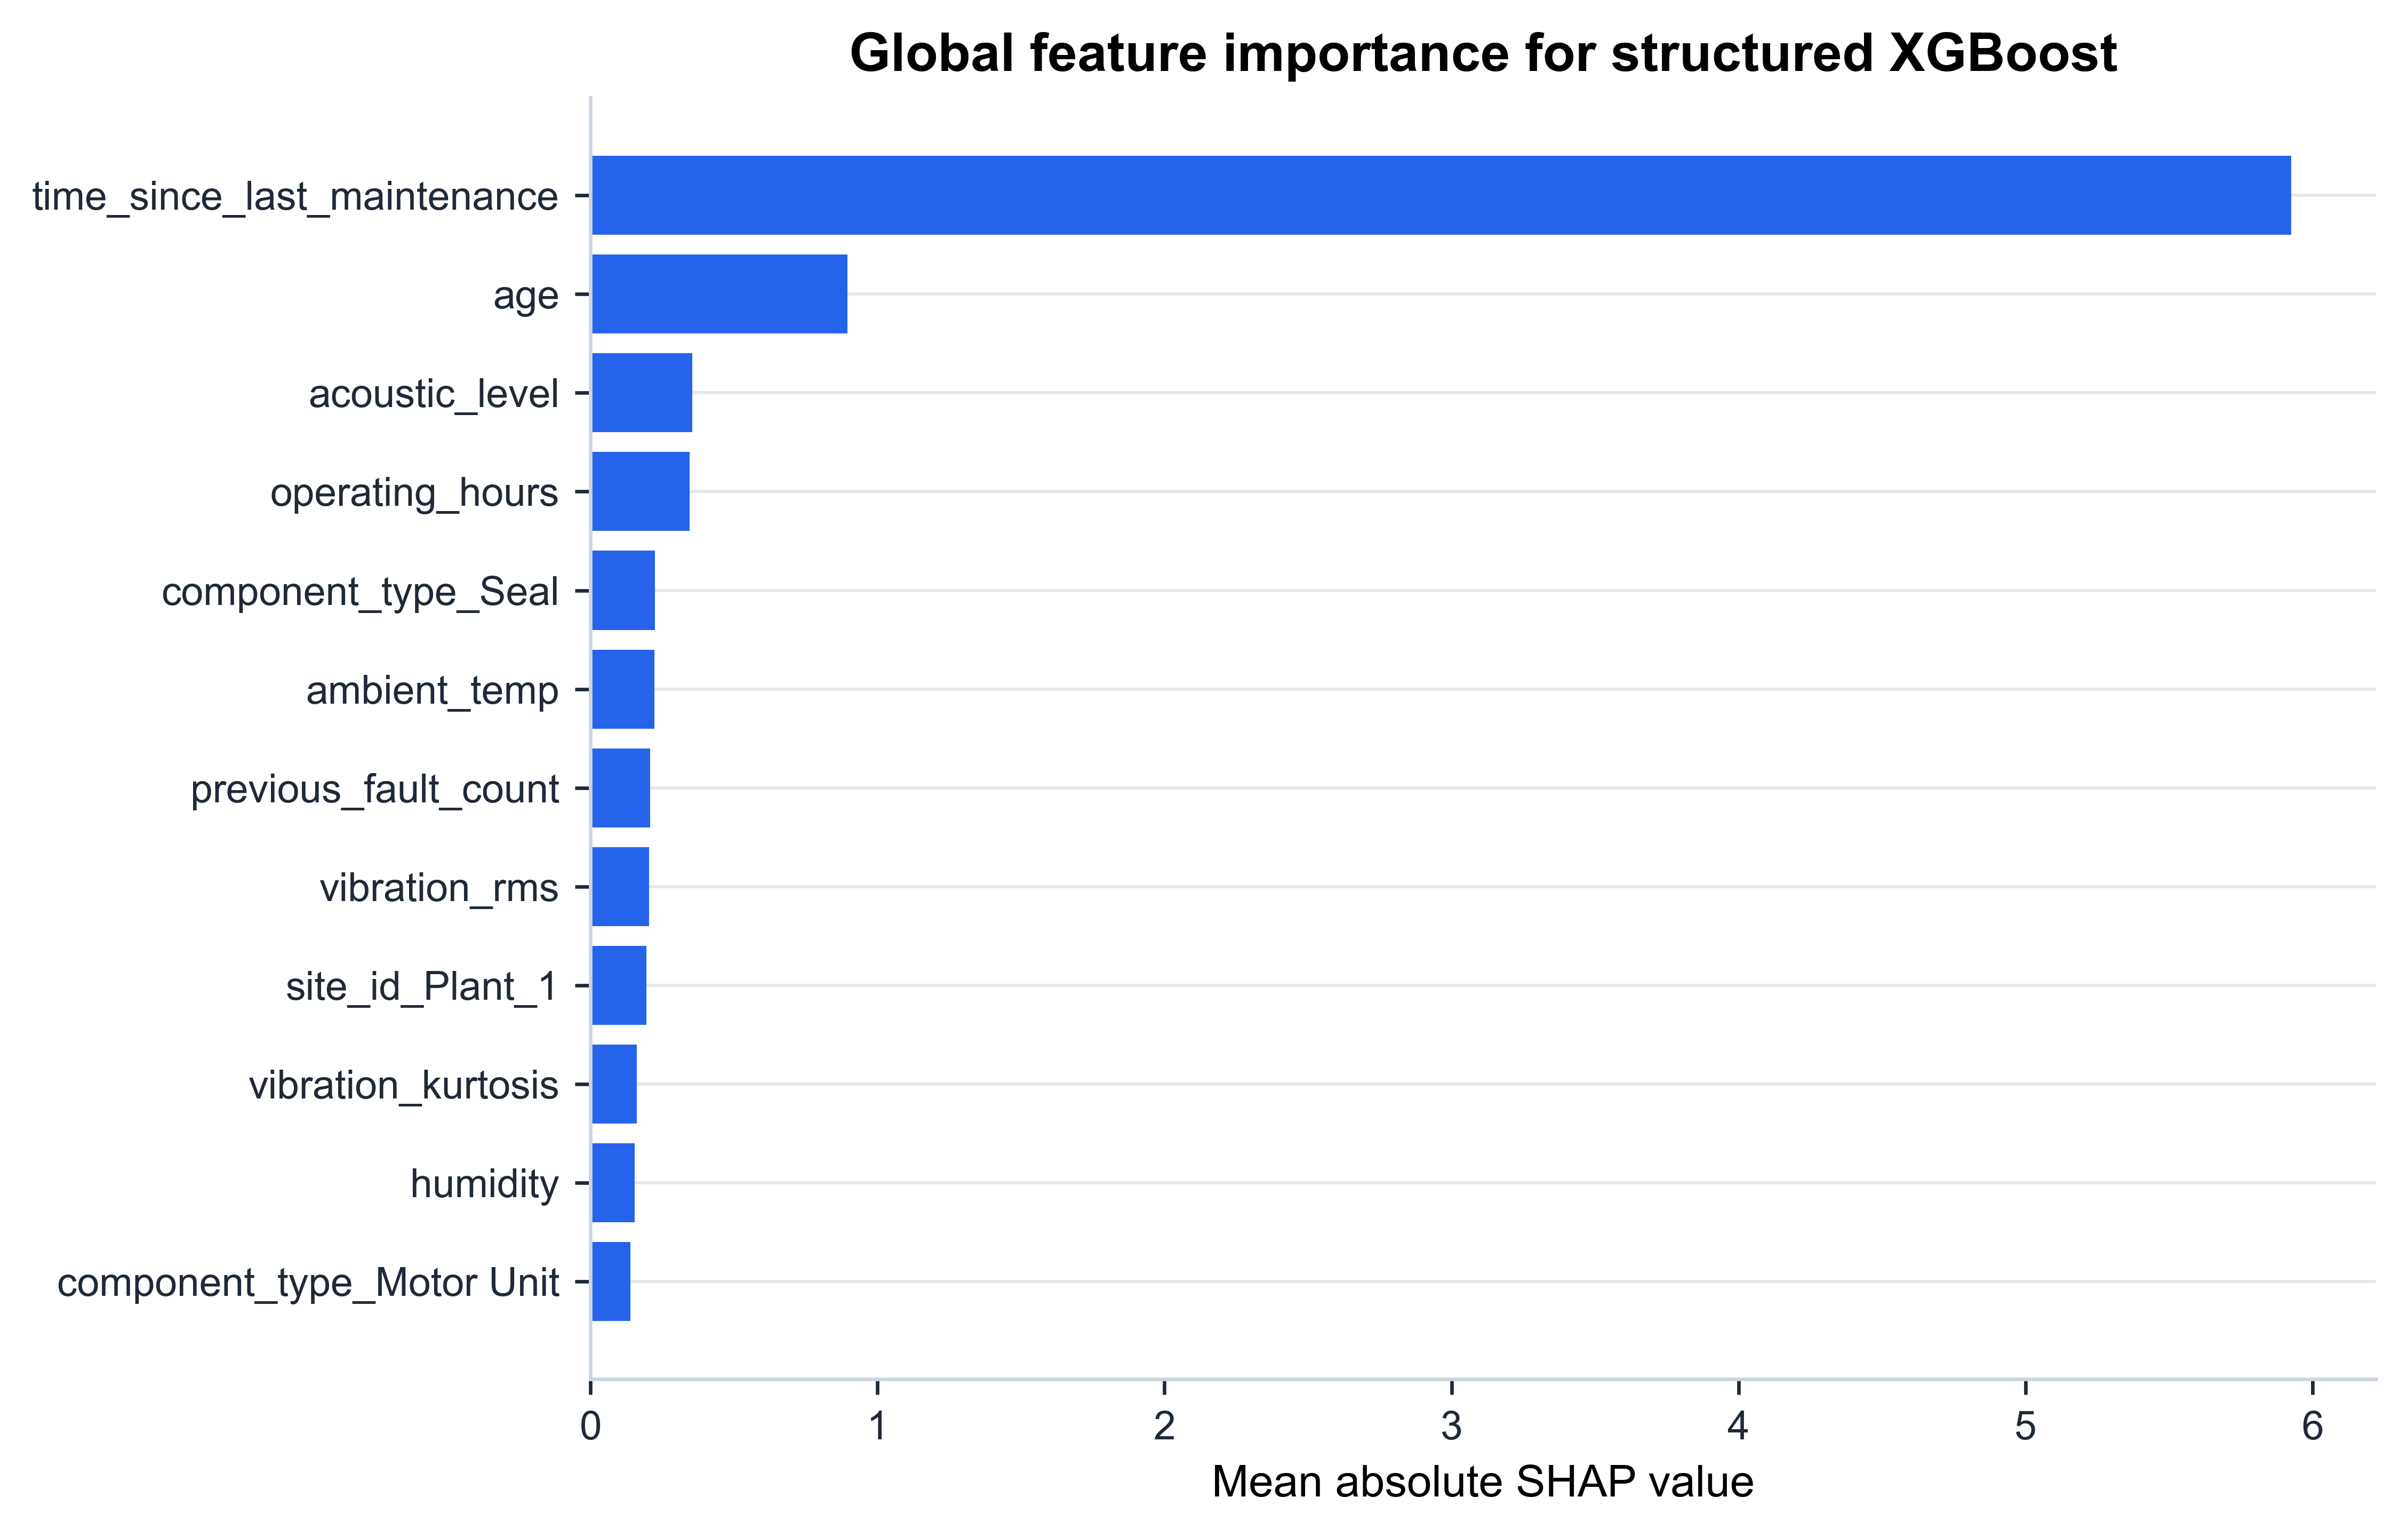 Global feature importance for structured XGBoost
time_since_last_maintenance
age
acoustic_level
operating_hours
component_type_Seal
ambient_temp
previous_fault_count
vibration_rms
site_id_Plant_1
vibration_kurtosis
humidity
component_type_Motor Unit
0 1 2 3 4 5 6
Mean absolute SHAP value